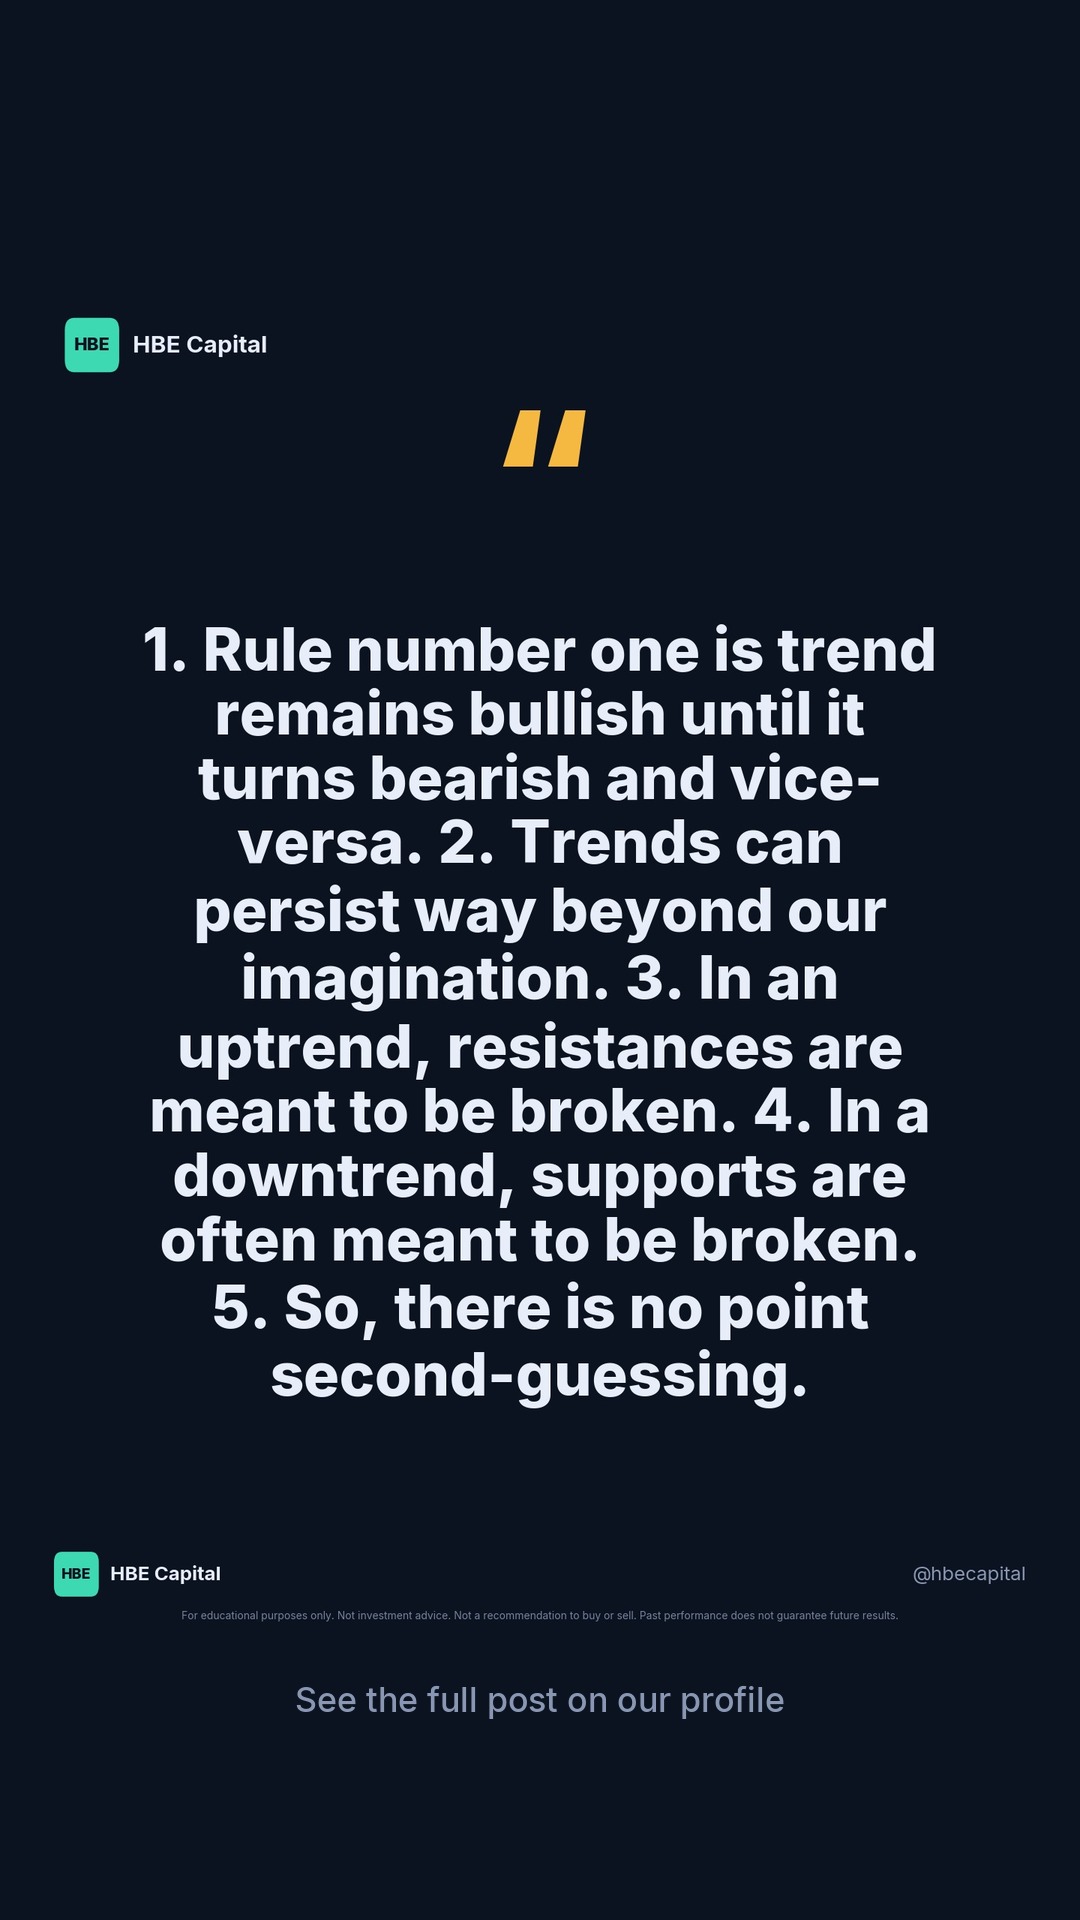 HBE HBE Capital
“
1. Rule number one is trend
remains bullish until it
turns bearish and vice-
versa. 2. Trends can
persist way beyond our
imagination. 3. In an
uptrend, resistances are
meant to be broken. 4. In a
downtrend, supports are
often meant to be broken.
5. So, there is no point
second-guessing.
HBE HBE Capital @hbecapital
For educational purposes only. Not investment advice. Not a recommendation to buy or sell. Past performance does not guarantee future results.
See the full post on our profile